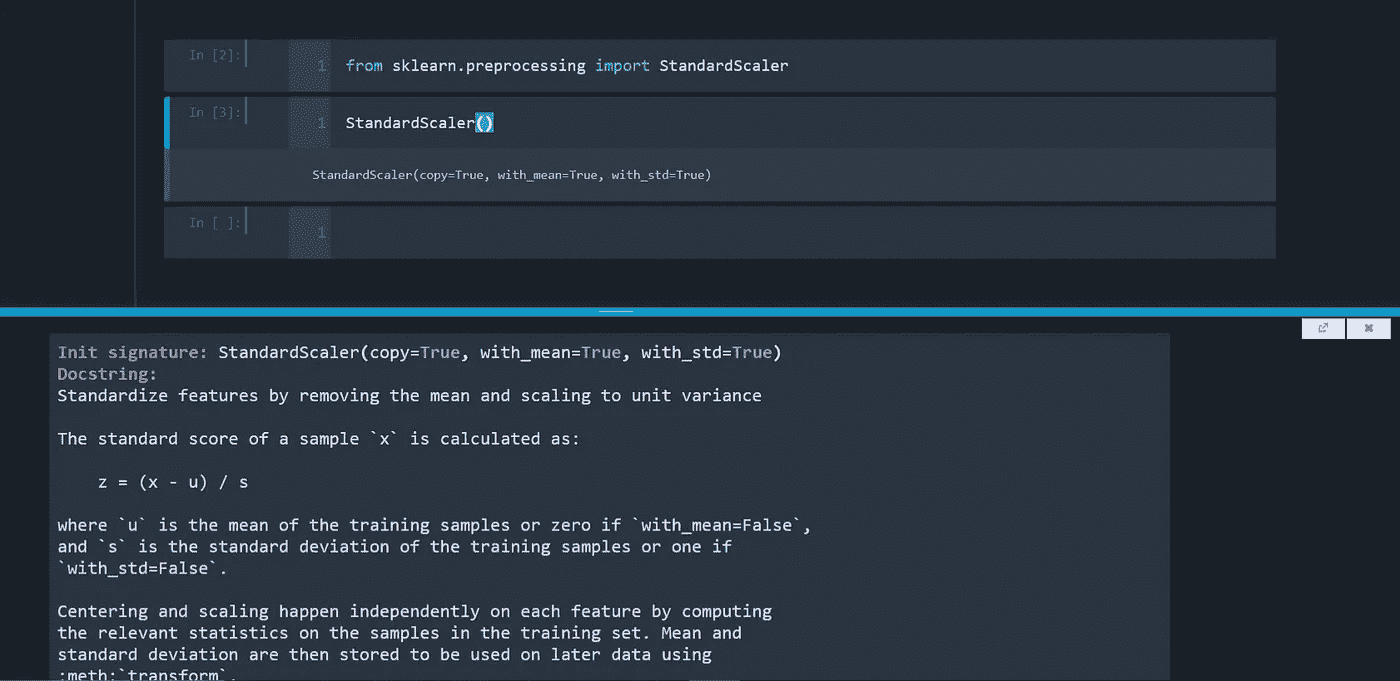 In [2]:
1 from sklearn.preprocessing import StandardScaler
In [3]:
1 StandardScaler()
StandardScaler(copy=True, with_mean=True, with_std=True)
In [ ]:
1
Init signature: StandardScaler(copy=True, with_mean=True, with_std=True)
Docstring:
Standardize features by removing the mean and scaling to unit variance
The standard score of a sample `x` is calculated as:
z = (x - u) / s
where `u` is the mean of the training samples or zero if `with_mean=False`,
and `s` is the standard deviation of the training samples or one if
`with_std=False`.
Centering and scaling happen independently on each feature by computing
the relevant statistics on the samples in the training set. Mean and
standard deviation are then stored to be used on later data using
:meth:`transform`.